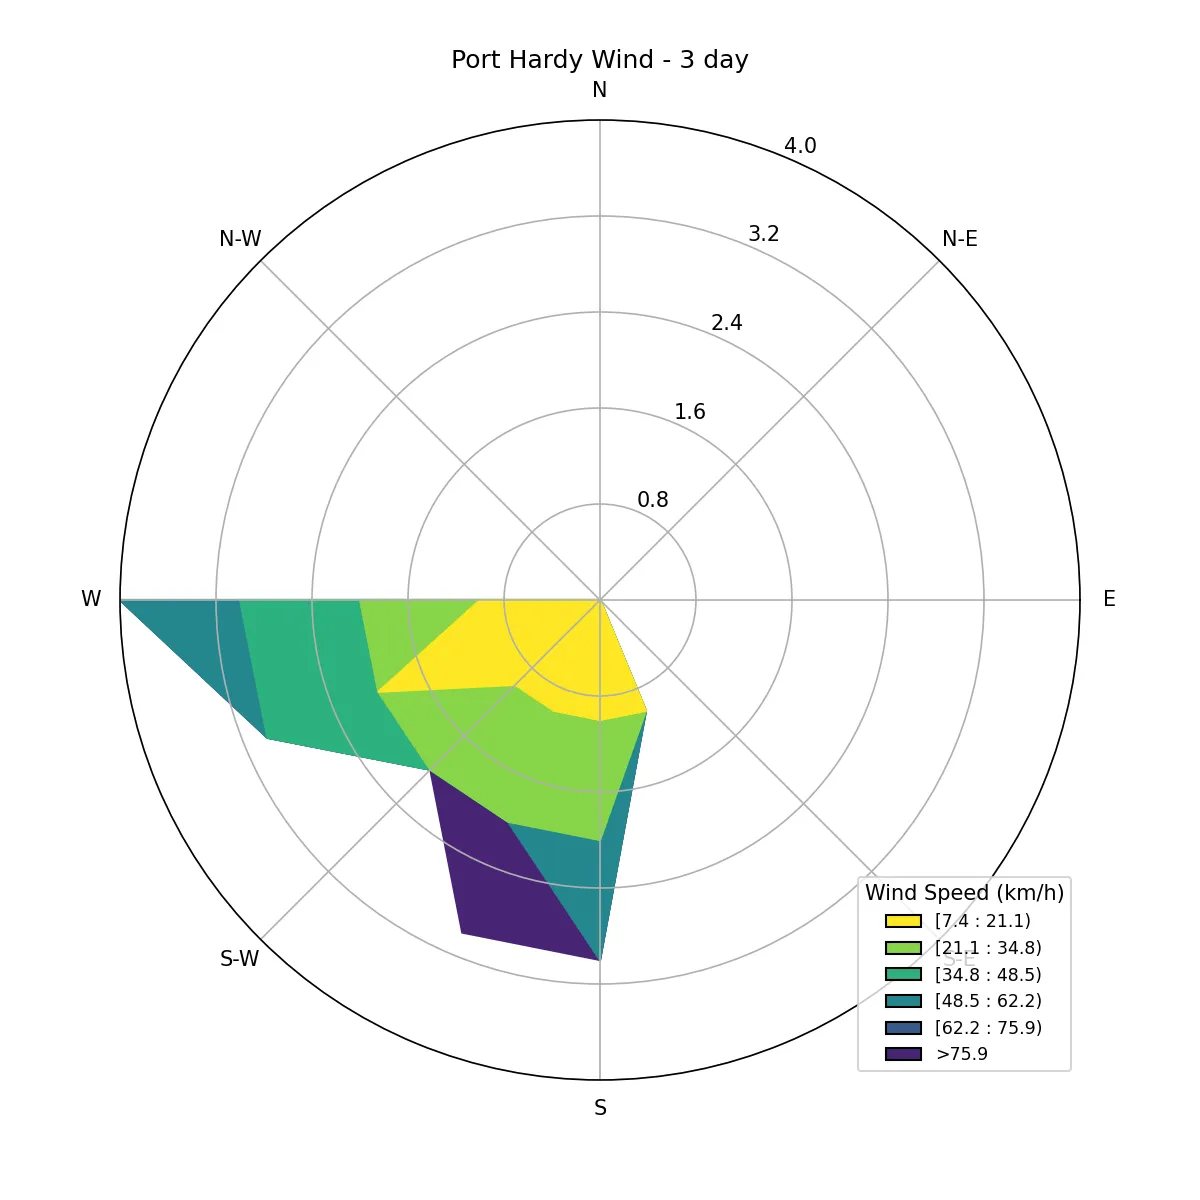 Port Hardy Wind - 3 day
N
4.0
N-W
N-E
3.2
2.4
1.6
0.8
W
E
S-W
S-E
S
Wind Speed (km/h)
[7.4 : 21.1)
[21.1 : 34.8)
[34.8 : 48.5)
[48.5 : 62.2)
[62.2 : 75.9)
>75.9